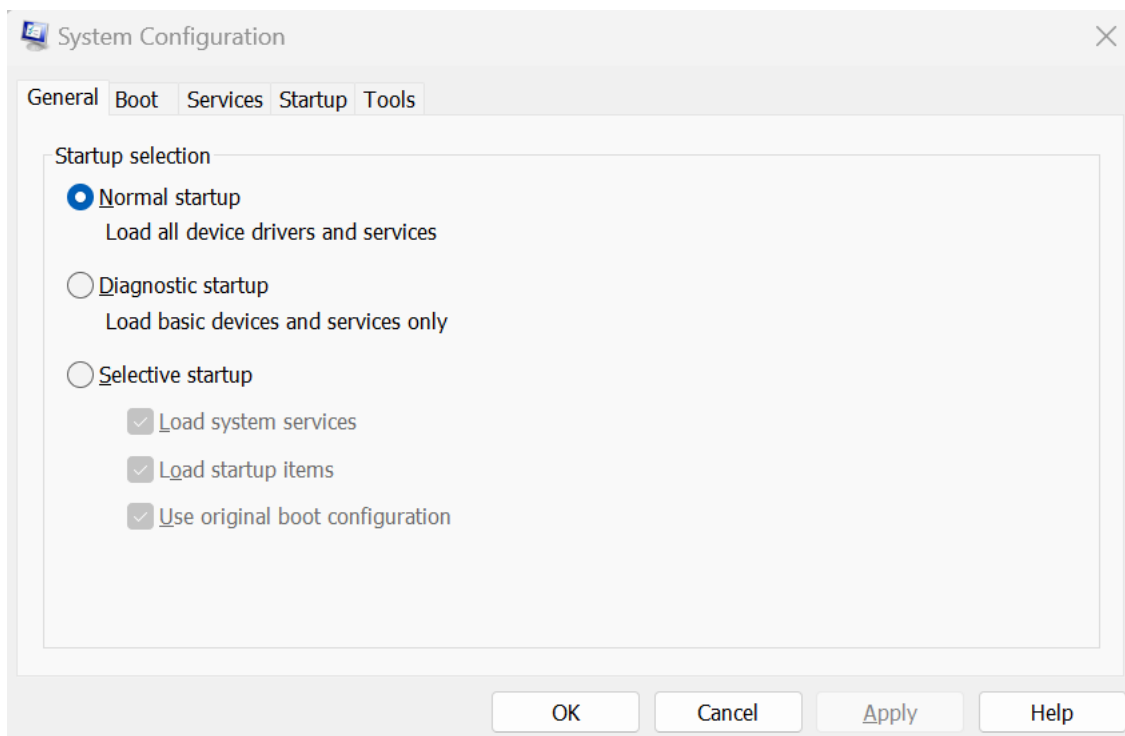 System Configuration
General Boot Services Startup Tools
Startup selection
Normal startup
Load all device drivers and services
Diagnostic startup
Load basic devices and services only
Selective startup
Load system services
Load startup items
Use original boot configuration
OK Cancel Apply Help